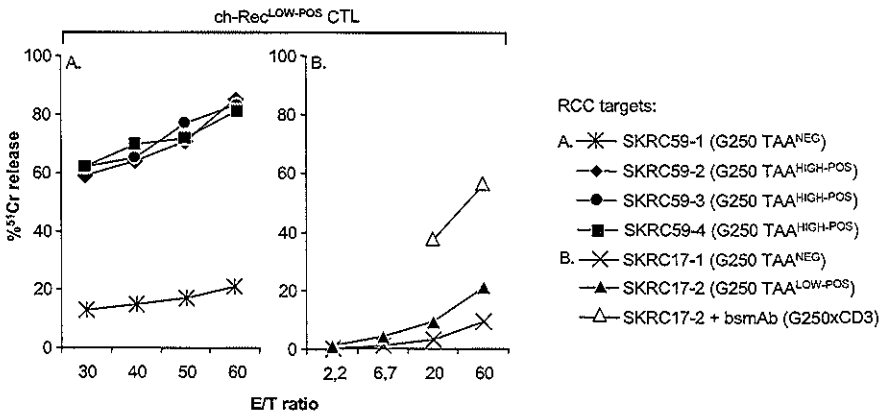 ch-Rec^LOW-POS CTL
A.
B.
%⁵¹Cr release
100
80
60
40
20
0
30 40 50 60
100
80
60
40
20
0
2,2 6,7 20 60
E/T ratio
RCC targets:
A. SKRC59-1 (G250 TAA^NEG)
SKRC59-2 (G250 TAA^HIGH-POS)
SKRC59-3 (G250 TAA^HIGH-POS)
SKRC59-4 (G250 TAA^HIGH-POS)
B. SKRC17-1 (G250 TAA^NEG)
SKRC17-2 (G250 TAA^LOW-POS)
SKRC17-2 + bsmAb (G250xCD3)